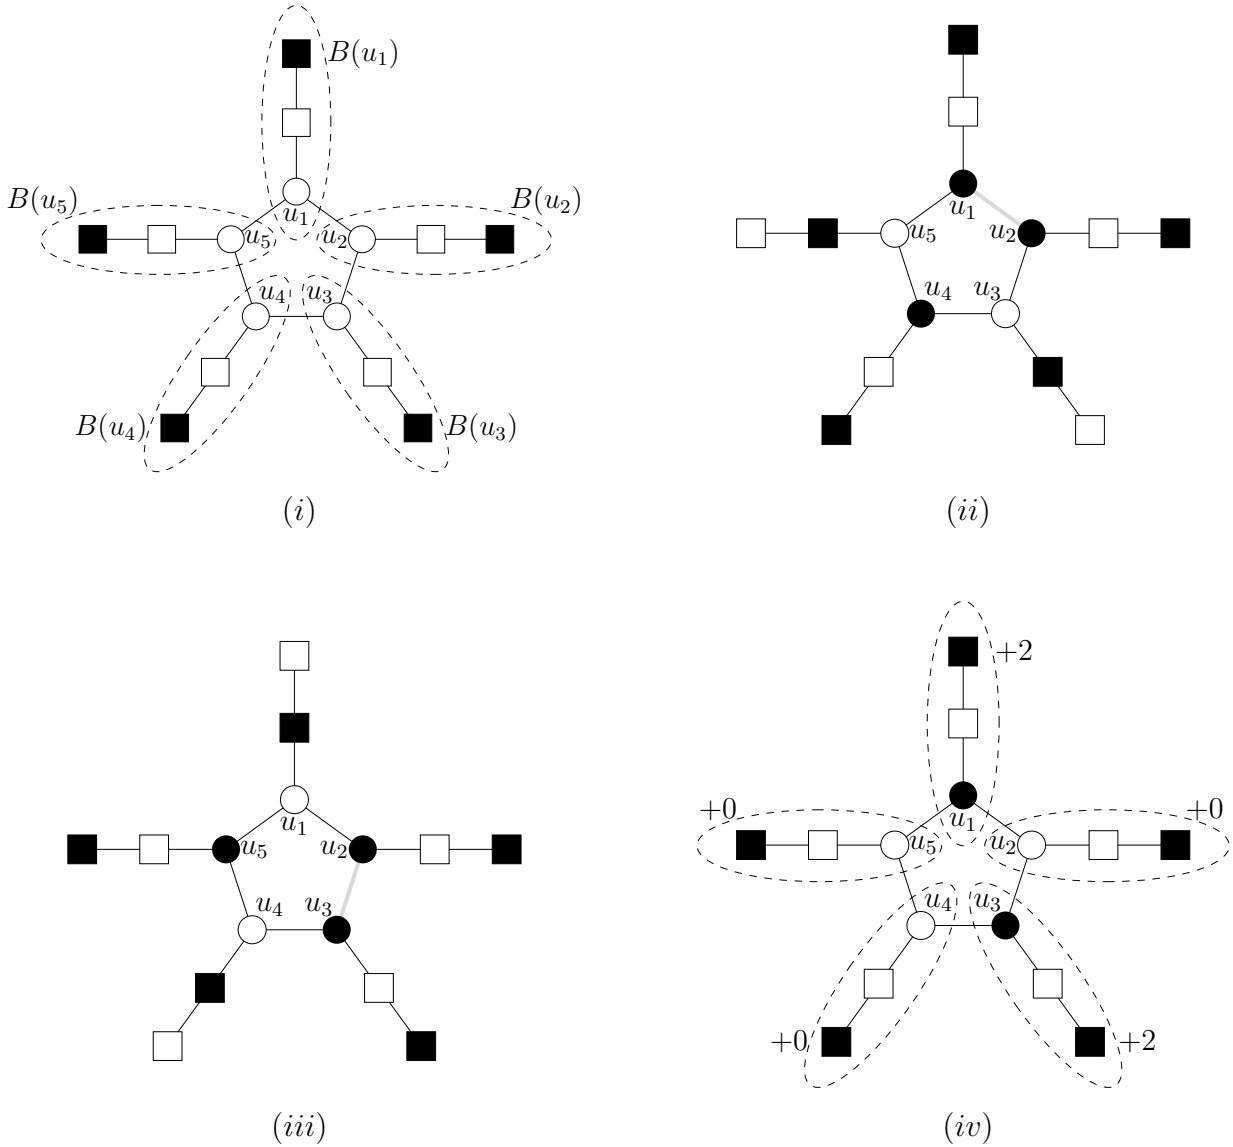 B(u₁)
B(u₅)
B(u₂)
u₁
u₅
u₂
u₄
u₃
B(u₄)
B(u₃)
(i)
u₁
u₅
u₂
u₄
u₃
(ii)
u₁
u₅
u₂
u₄
u₃
(iii)
+2
+0
+0
u₁
u₅
u₂
u₄
u₃
+0
+2
(iv)